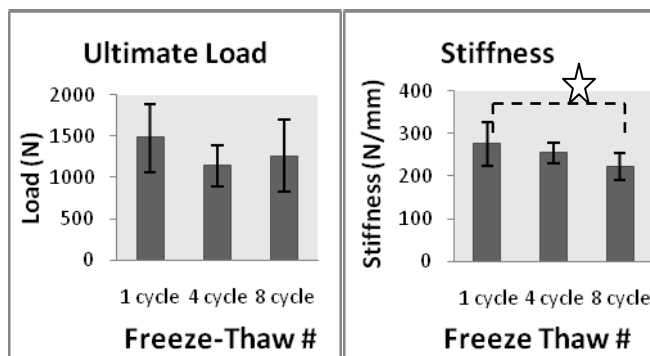 Ultimate Load
2000
1500
1000
500
0
Load (N)
1 cycle 4 cycle 8 cycle
Freeze-Thaw #
Stiffness
400
300
200
100
0
Stiffness (N/mm)
1 cycle 4 cycle 8 cycle
Freeze Thaw #